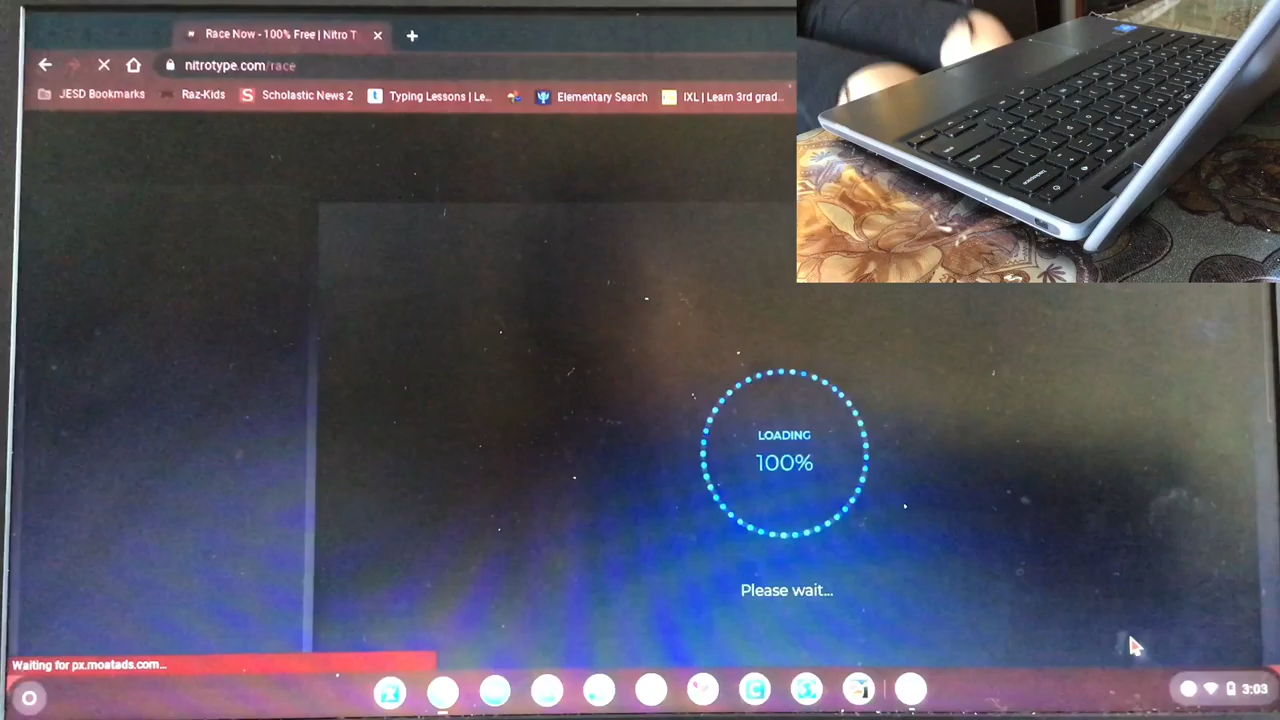 Race Now - 100% Free | Nitro T
nitrotype.com/race
JESD Bookmarks
Raz-Kids
S Scholastic News 2
t Typing Lessons | Le...
Elementary Search
IXL | Learn 3rd grad...
LOADING
100%
Please wait...
Waiting for px.moatads.com...
3:03